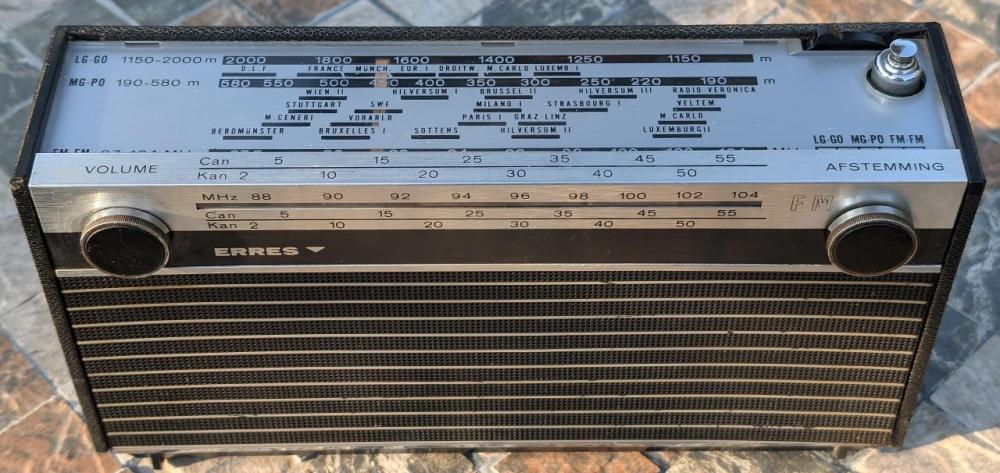 LG-GO 1150-2000 m 2000 1800 1600 1400 1250 1150 m
D.L.F FRANCE MÜNCH. EUR I DROITW. M.CARLO LUXEMB I
MG-PO 190-580 m 580 550 500 400 350 300 250 220 190 m
WIEN II HILVERSUM I BRUSSEL II HILVERSUM III RADIO VERONICA
STUTTGART SWF MILANO I STRASBOURG I VELTEM
M.CENERI VORARLB PARIS I GRAZ-LINZ M.CARLO
BEROMÜNSTER BRUXELLES I SOTTENS HILVERSUM II LUXEMBURG II
LG-GO MG-PO FM-FM
VOLUME Can 5 15 25 35 45 55 AFSTEMMING
Kan 2 10 20 30 40 50
MHz 88 90 92 94 96 98 100 102 104 FM
Can 5 15 25 35 45 55
Kan 2 10 20 30 40 50
ERRES